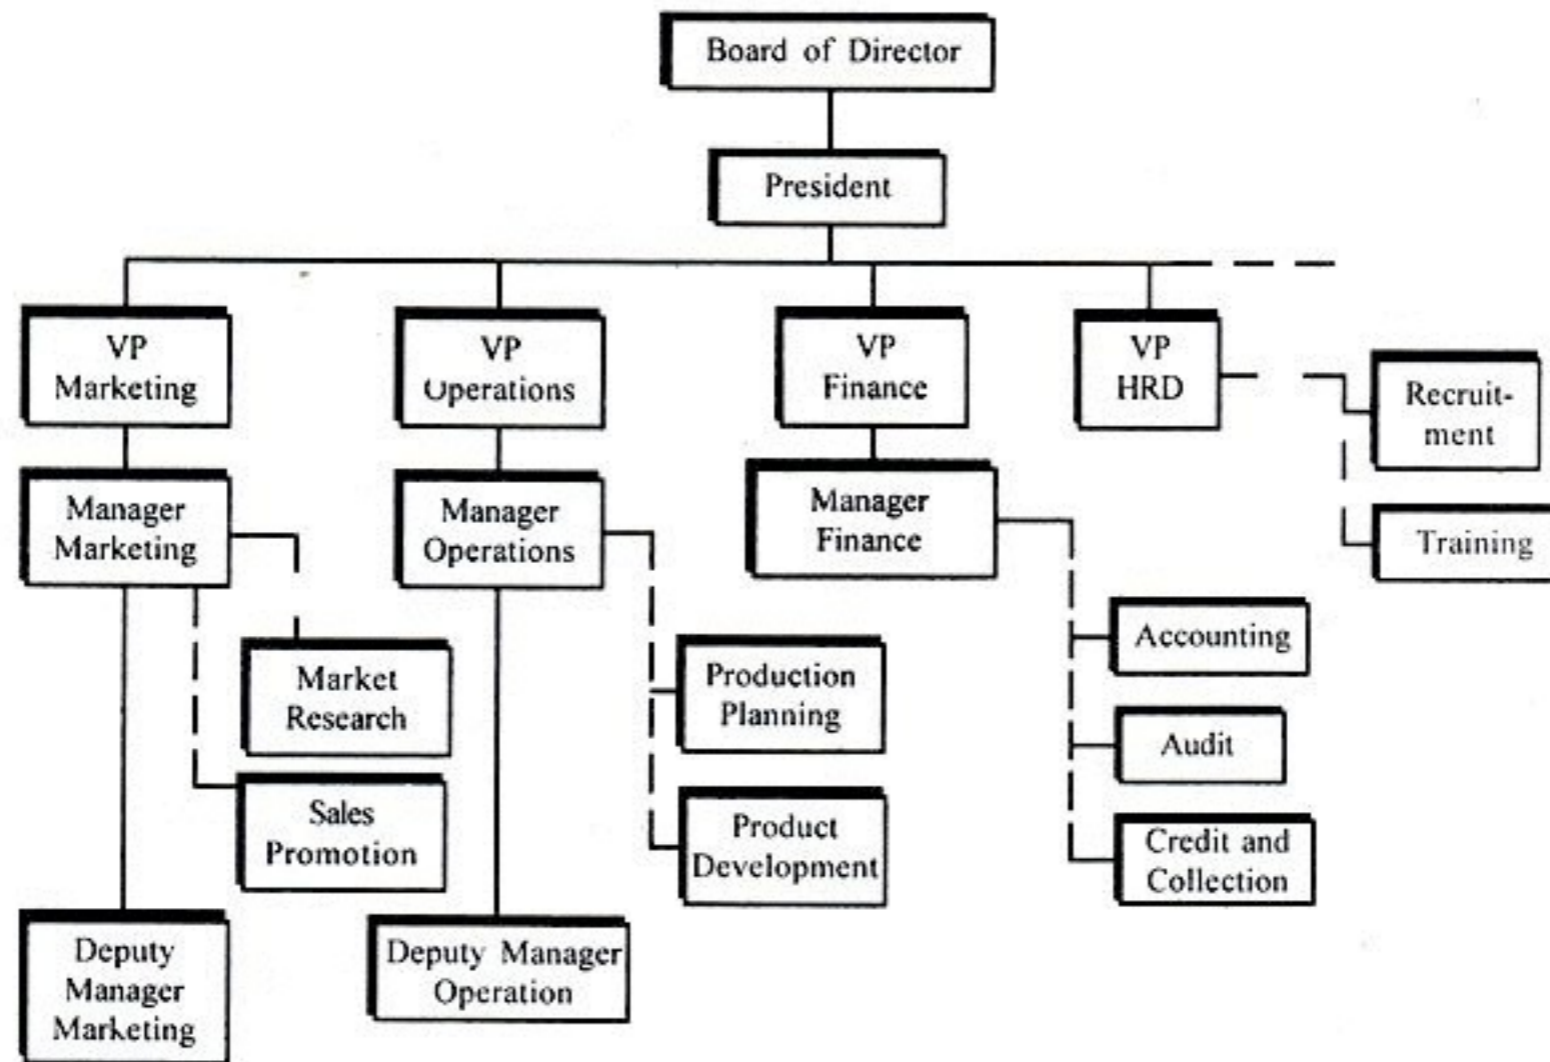 Board of Director
President
VP
Marketing
VP
Operations
VP
Finance
VP
HRD
Recruit-
ment
Training
Manager
Marketing
Manager
Operations
Manager
Finance
Market
Research
Sales
Promotion
Production
Planning
Product
Development
Accounting
Audit
Credit and
Collection
Deputy
Manager
Marketing
Deputy Manager
Operation